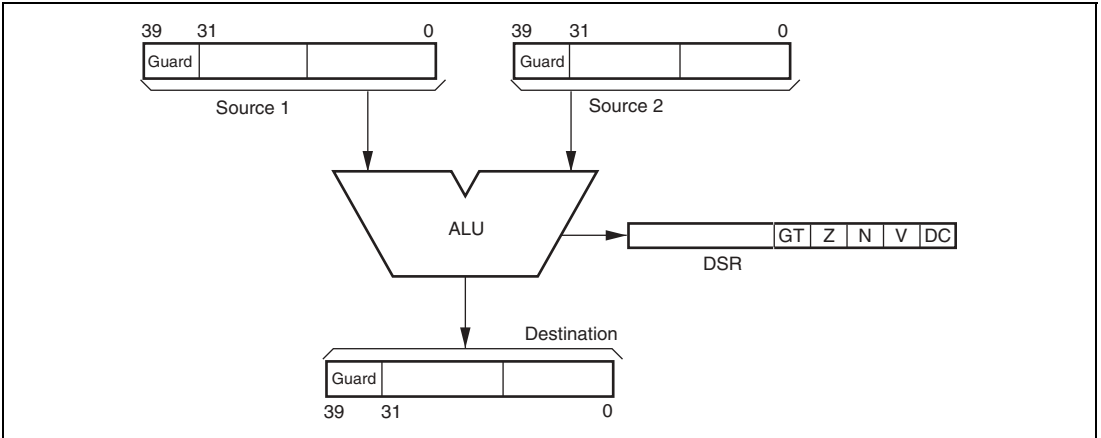 39 31 0
Guard
Source 1
39 31 0
Guard
Source 2
ALU
GT Z N V DC
DSR
Destination
Guard
39 31 0